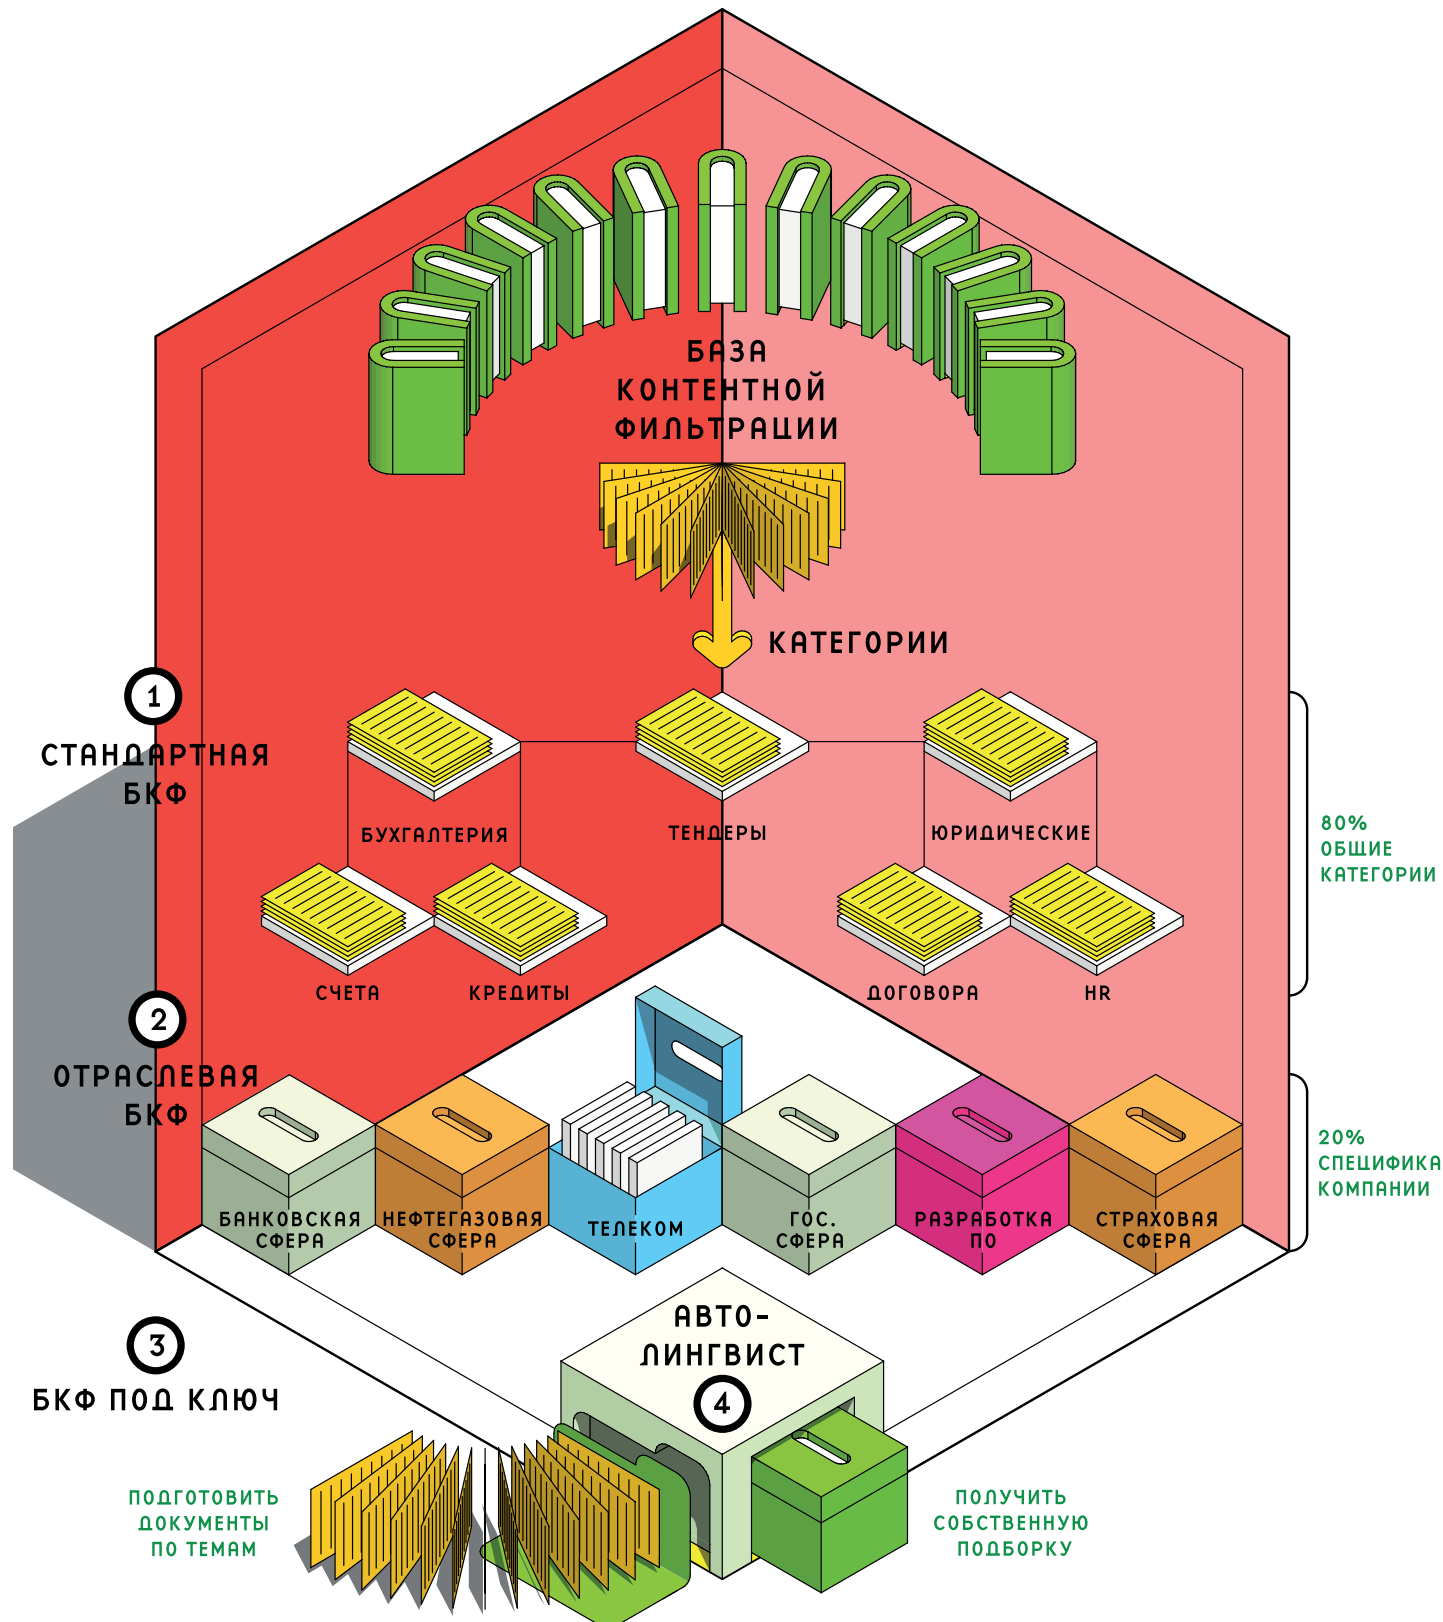 БАЗА
КОНТЕНТНОЙ
ФИЛЬТРАЦИИ
КАТЕГОРИИ
1
СТАНДАРТНАЯ
БКФ
БУХГАЛТЕРИЯ
ТЕНДЕРЫ
ЮРИДИЧЕСКИЕ
80%
ОБЩИЕ
КАТЕГОРИИ
СЧЕТА
КРЕДИТЫ
ДОГОВОРА
HR
2
ОТРАСЛЕВАЯ
БКФ
20%
СПЕЦИФИКА
КОМПАНИИ
БАНКОВСКАЯ
СФЕРА
НЕФТЕГАЗОВАЯ
СФЕРА
ТЕЛЕКОМ
ГОС.
СФЕРА
РАЗРАБОТКА
ПО
СТРАХОВАЯ
СФЕРА
3
БКФ ПОД КЛЮЧ
АВТО-
ЛИНГВИСТ
4
ПОДГОТОВИТЬ
ДОКУМЕНТЫ
ПО ТЕМАМ
ПОЛУЧИТЬ
СОБСТВЕННУЮ
ПОДБОРКУ